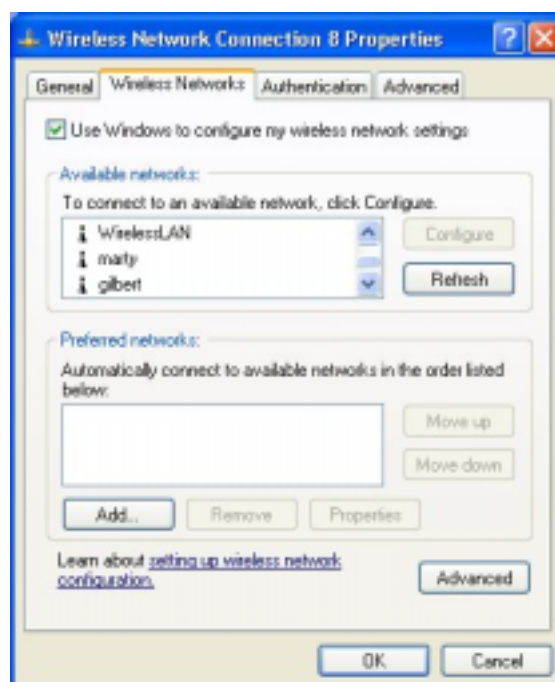 Wireless Network Connection 8 Properties
General Wireless Networks Authentication Advanced
Use Windows to configure my wireless network settings
Available networks:
To connect to an available network, click Configure.
WirelessLAN
Configure
marty
gilbert
Refresh
Preferred networks:
Automatically connect to available networks in the order listed
below:
Move up
Move down
Add... Remove Properties
Learn about setting up wireless network
configuration.
Advanced
OK Cancel